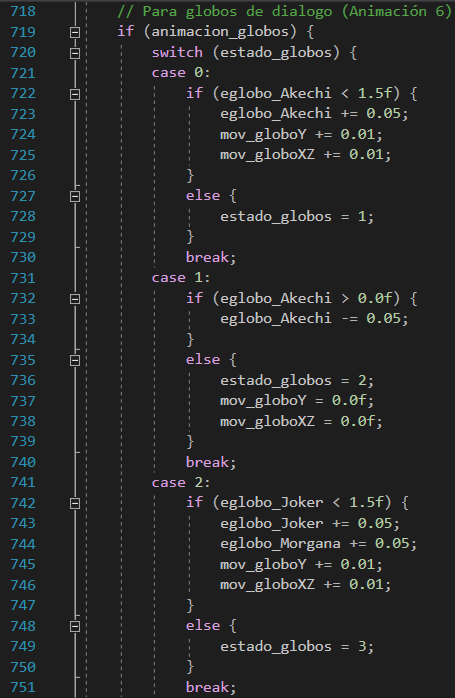 718 // Para globos de dialogo (Animación 6)
719 if (animacion_globos) {
720 switch (estado_globos) {
721 case 0:
722 if (eglobo_Akechi < 1.5f) {
723 eglobo_Akechi += 0.05;
724 mov_globoY += 0.01;
725 mov_globoXZ += 0.01;
726 }
727 else {
728 estado_globos = 1;
729 }
730 break;
731 case 1:
732 if (eglobo_Akechi > 0.0f) {
733 eglobo_Akechi -= 0.05;
734 }
735 else {
736 estado_globos = 2;
737 mov_globoY = 0.0f;
738 mov_globoXZ = 0.0f;
739 }
740 break;
741 case 2:
742 if (eglobo_Joker < 1.5f) {
743 eglobo_Joker += 0.05;
744 eglobo_Morgana += 0.05;
745 mov_globoY += 0.01;
746 mov_globoXZ += 0.01;
747 }
748 else {
749 estado_globos = 3;
750 }
751 break;